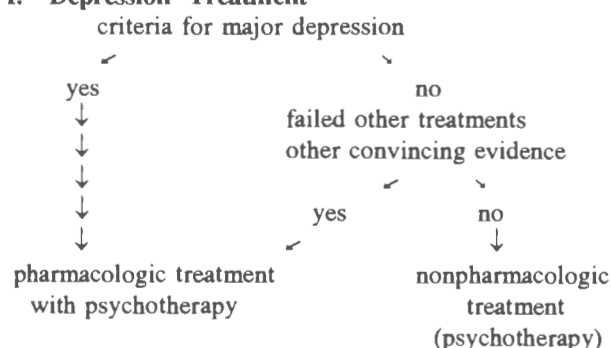 I. Depression Treatment
criteria for major depression
yes
no
failed other treatments
other convincing evidence
yes
no
pharmacologic treatment
with psychotherapy
nonpharmacologic
treatment
(psychotherapy)